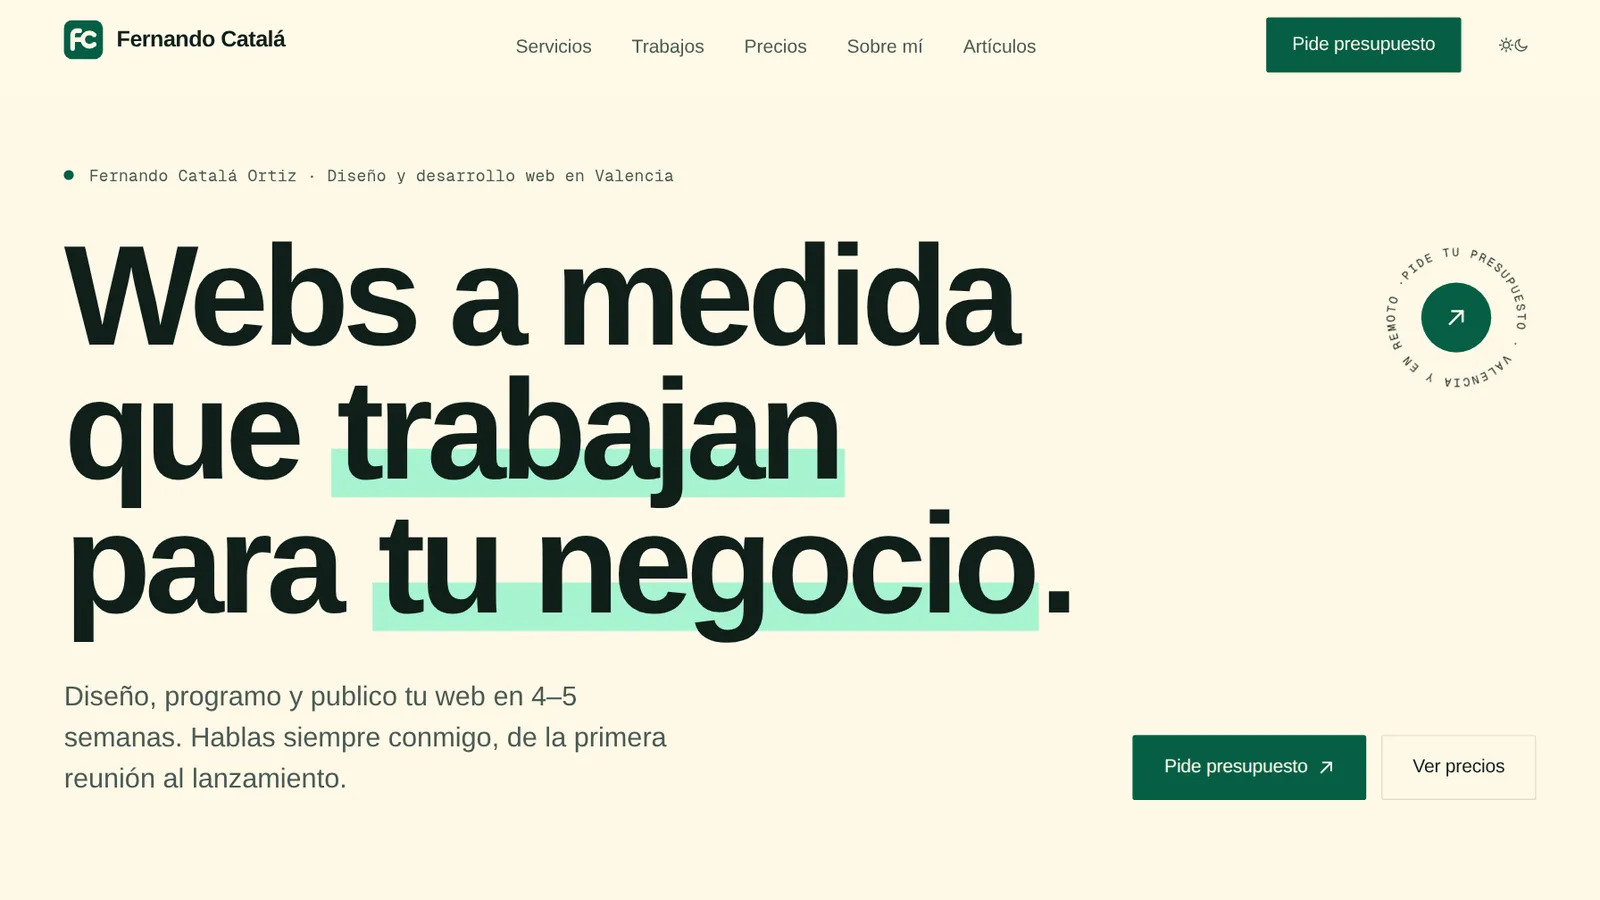 FC Fernando Catalá
Servicios
Trabajos
Precios
Sobre mí
Artículos
Pide presupuesto
Fernando Catalá Ortiz · Diseño y desarrollo web en Valencia
Webs a medida
que trabajan
para tu negocio.
PIDE TU PRESUPUESTO · VALENCIA Y EN REMOTO ·
Diseño, programo y publico tu web en 4–5
semanas. Hablas siempre conmigo, de la primera
reunión al lanzamiento.
Pide presupuesto
Ver precios